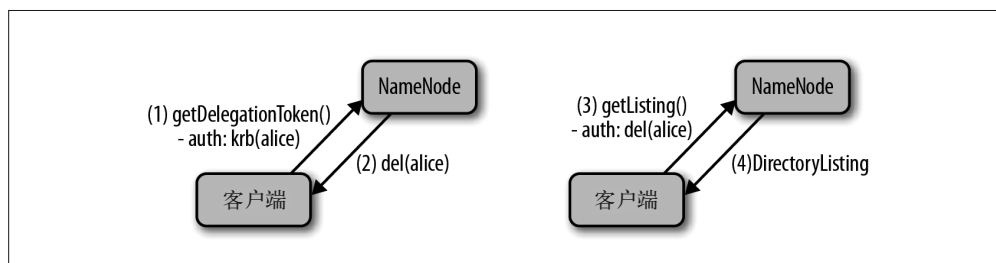 NameNode
(1) getDelegationToken()
- auth: krb(alice)
(2) del(alice)
客户端
NameNode
(3) getListing()
- auth: del(alice)
(4)DirectoryListing
客户端